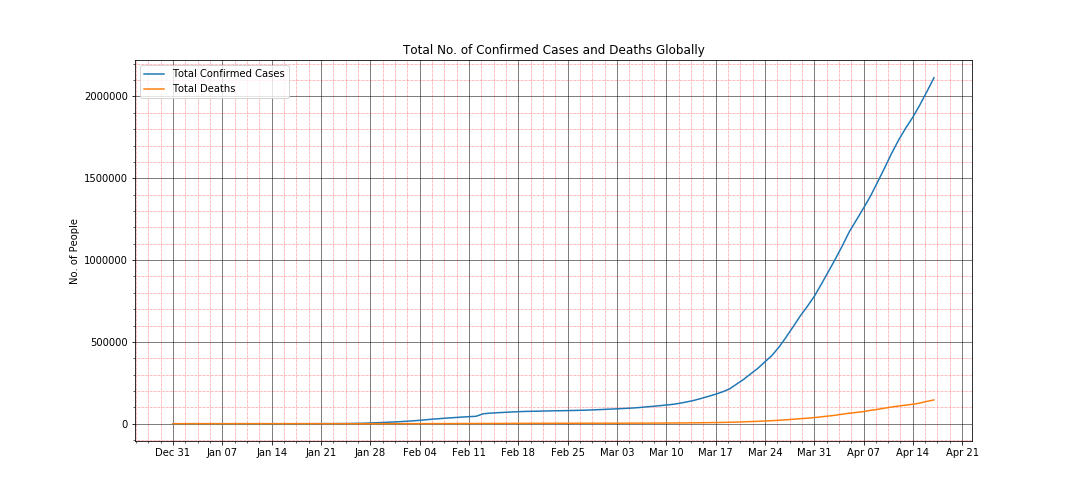 Total No. of Confirmed Cases and Deaths Globally
Total Confirmed Cases
Total Deaths
2000000
1500000
1000000
500000
0
No. of People
Dec 31 Jan 07 Jan 14 Jan 21 Jan 28 Feb 04 Feb 11 Feb 18 Feb 25 Mar 03 Mar 10 Mar 17 Mar 24 Mar 31 Apr 07 Apr 14 Apr 21